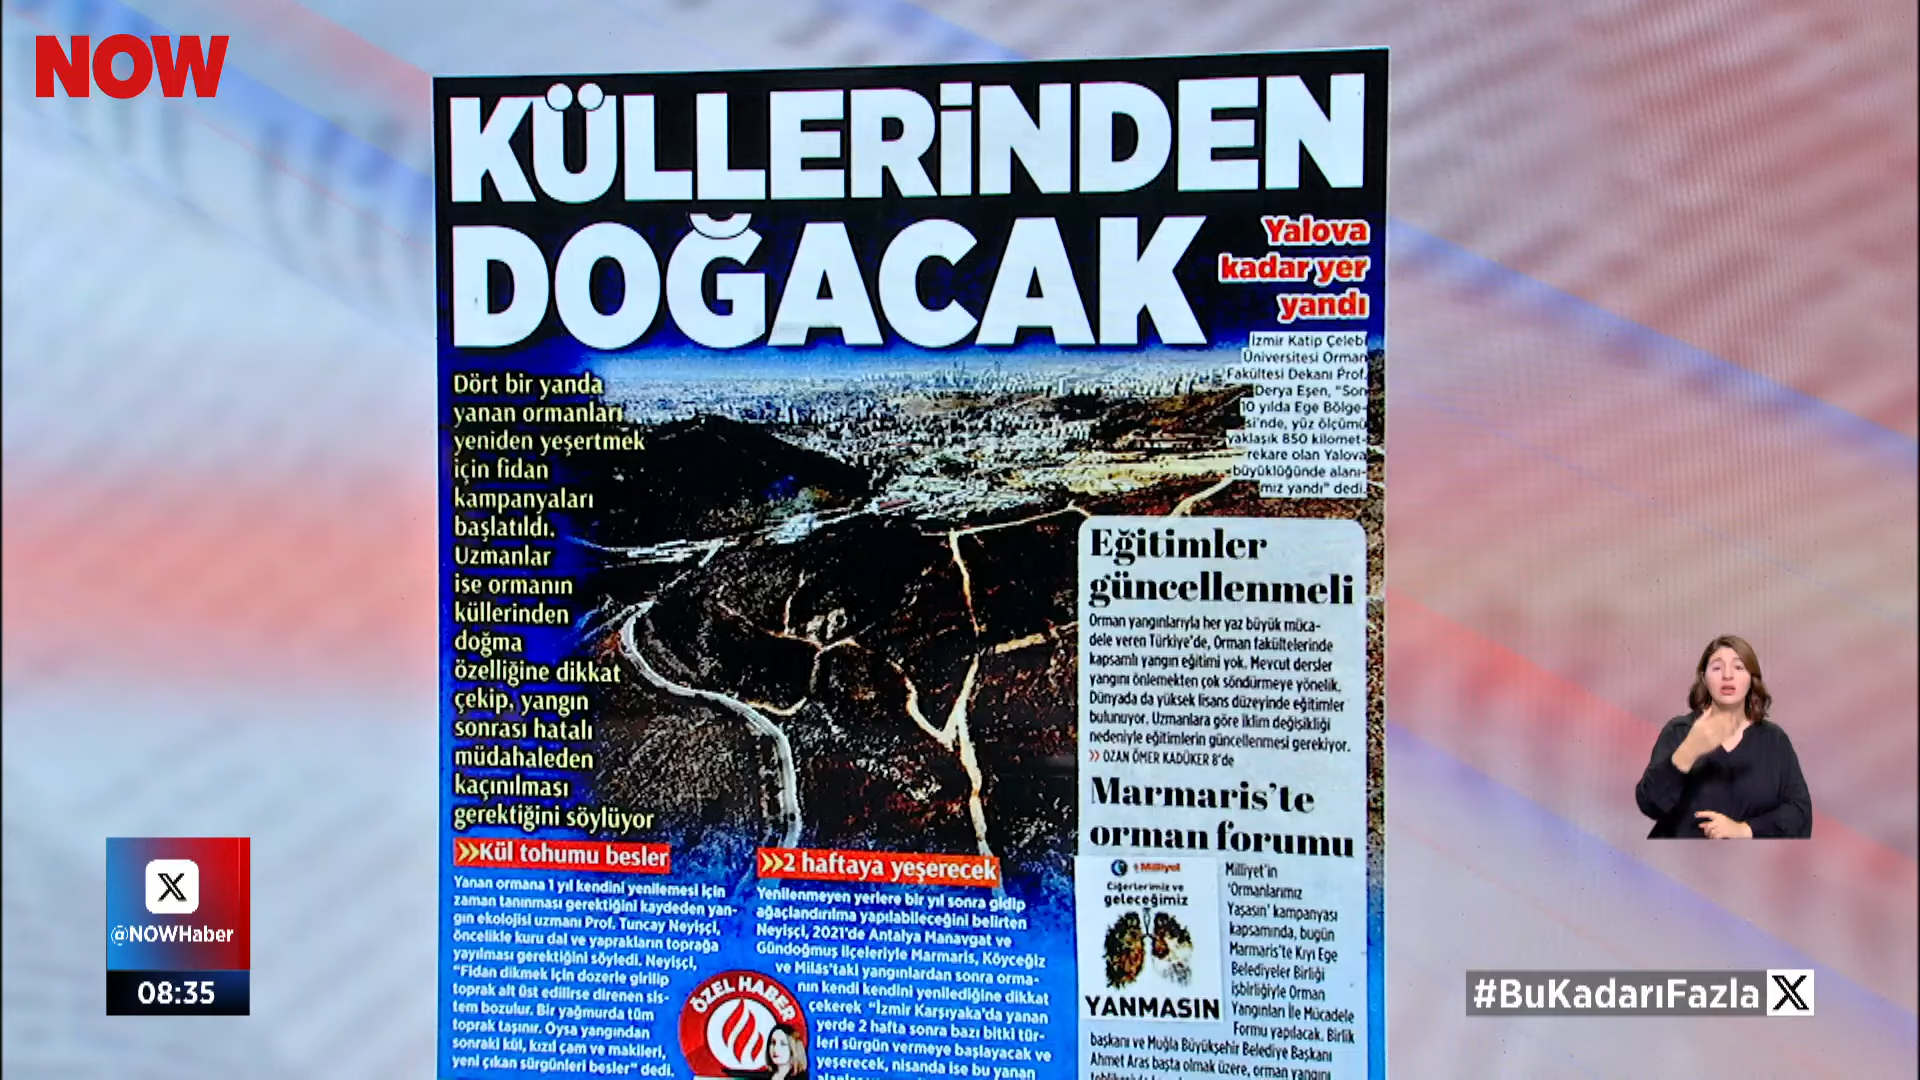 NOW
KÜLLERİNDEN
DOĞACAK
Yalova
kadar yer
yandı
İzmir Katip Çelebi
Üniversitesi Orman
Fakültesi Dekanı Prof.
Derya Eşen, "Son
10 yılda Ege Bölge-
si'nde, yüz ölçümü
yaklaşık 850 kilomet-
rekare olan Yalova
büyüklüğünde alanı-
mız yandı" dedi.
Dört bir yanda
yanan ormanları
yeniden yeşertmek
için fidan
kampanyaları
başlatıldı.
Uzmanlar
ise ormanın
küllerinden
doğma
özelliğine dikkat
çekip, yangın
sonrası hatalı
müdahaleden
kaçınılması
gerektiğini söylüyor
>>Kül tohumu besler
Yanan ormana 1 yıl kendini yenilemesi için
zaman tanınması gerektiğini kaydeden yan-
gın ekolojisi uzmanı Prof. Tuncay Neyişçi,
öncelikle kuru dal ve yaprakların toprağa
yayılması gerektiğini söyledi. Neyişçi,
"Fidan dikmek için dozerle girilip
toprak alt üst edilirse direnen sis-
tem bozulur. Bir yağmurda tüm
toprak taşınır. Oysa yangından
sonraki kül, kızıl çam ve makileri,
yeni çıkan sürgünleri besler" dedi.
ÖZEL HABER
>>2 haftaya yeşerecek
Yenilenmeyen yerlere bir yıl sonra gidip
ağaçlandırılma yapılabileceğini belirten
Neyişçi, 2021'de Antalya Manavgat ve
Gündoğmuş ilçeleriyle Marmaris, Köyceğiz
ve Milas'taki yangınlardan sonra orma-
nın kendi kendini yenilediğine dikkat
çekerek "İzmir Karşıyaka'da yanan
yerde 2 hafta sonra bazı bitki tür-
leri sürgün vermeye başlayacak ve
yeşerecek, nisanda ise bu yanan
Eğitimler
güncellenmeli
Orman yangınlarıyla her yaz büyük müca-
dele veren Türkiye'de, Orman fakültelerinde
kapsamlı yangın eğitimi yok. Mevcut dersler
yangını önlemekten çok söndürmeye yönelik.
Dünyada da yüksek lisans düzeyinde eğitimler
bulunuyor. Uzmanlara göre iklim değişikliği
nedeniyle eğitimlerin güncellenmesi gerekiyor.
>> OZAN ÖMER KADÜKER 8'de
Marmaris'te
orman forumu
Milliyet
Ciğerlerimiz ve
geleceğimiz
YANMASIN
Milliyet'in
'Ormanlarımız
Yaşasın' kampanyası
kapsamında, bugün
Marmaris'te Kıyı Ege
Belediyeler Birliği
işbirliğiyle Orman
Yangınları İle Mücadele
Formu yapılacak. Birlik
başkanı ve Muğla Büyükşehir Belediye Başkanı
Ahmet Aras başta olmak üzere, orman yangını
X
@NOWHaber
08:35
#BuKadarıFazla X